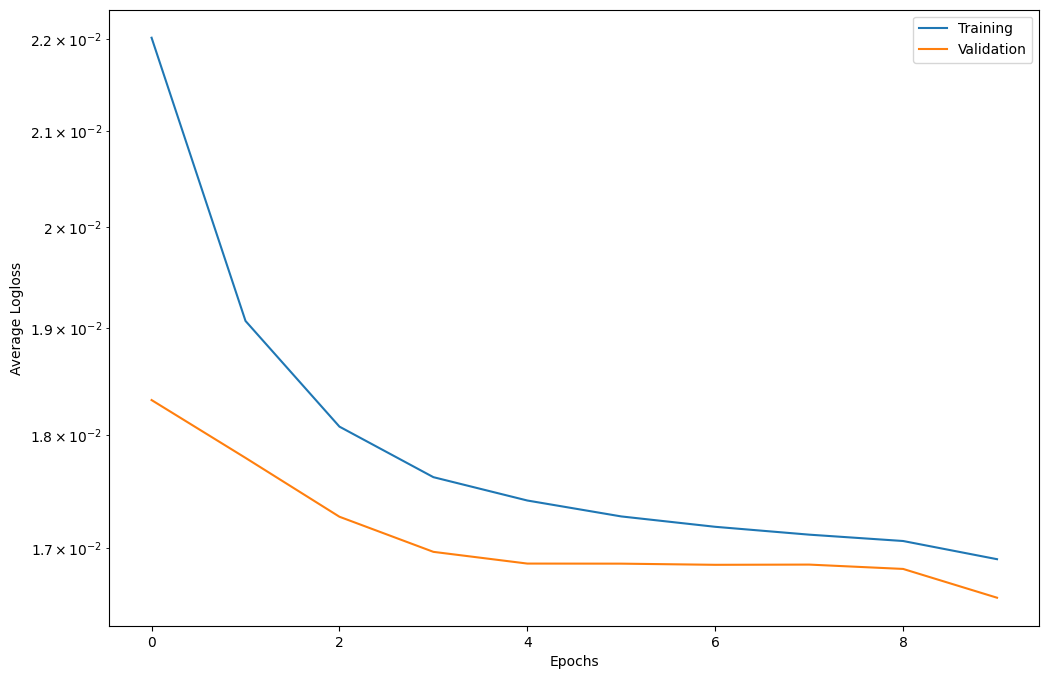 Training
Validation
2.2 × 10⁻²
2.1 × 10⁻²
2 × 10⁻²
1.9 × 10⁻²
1.8 × 10⁻²
1.7 × 10⁻²
Average Logloss
0 2 4 6 8
Epochs